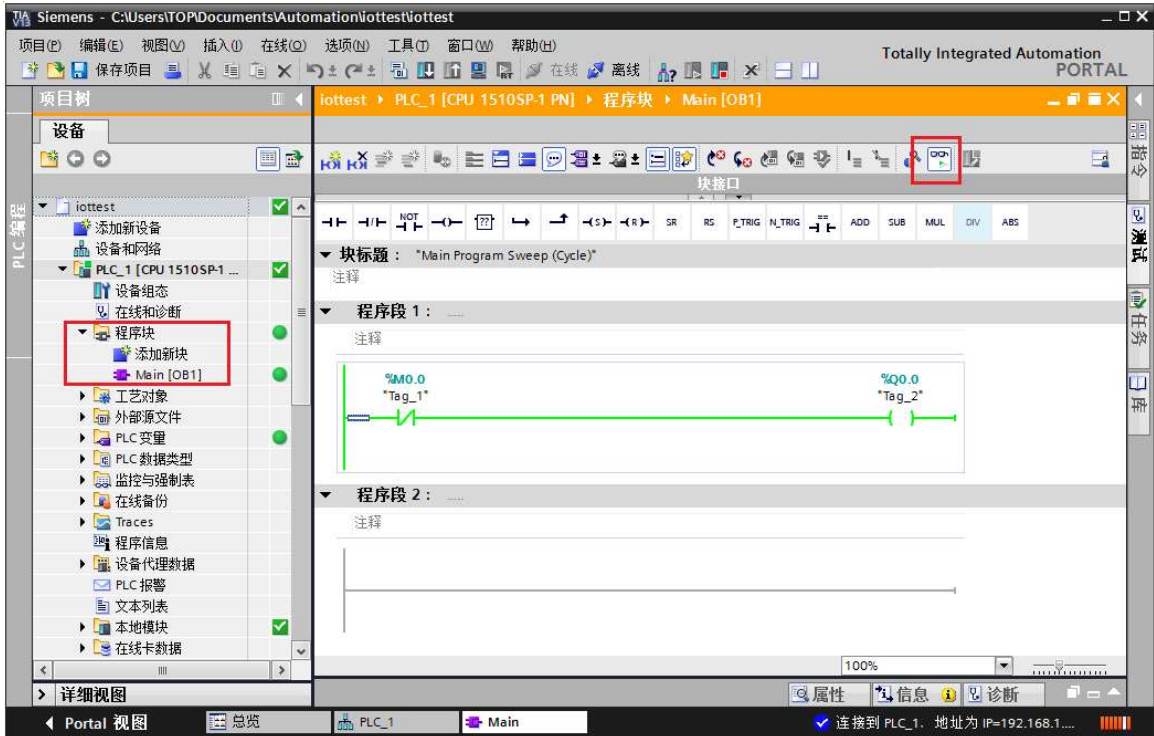 Siemens - C:\Users\TOP\Documents\Automation\iottest\iottest
项目(P) 编辑(E) 视图(V) 插入(I) 在线(O) 选项(N) 工具(T) 窗口(W) 帮助(H)
Totally Integrated Automation
PORTAL
保存项目 在线 离线
项目树
iottest PLC_1 [CPU 1510SP-1 PN] 程序块 Main [OB1]
设备
块接口
PLC 编程
iottest
添加新设备
设备和网络
PLC_1 [CPU 1510SP-1 ...
设备组态
在线和诊断
程序块
添加新块
Main [OB1]
工艺对象
外部源文件
PLC 变量
PLC 数据类型
监控与强制表
在线备份
Traces
程序信息
设备代理数据
PLC 报警
文本列表
本地模块
在线卡数据
详细视图
NOT ?? S R SR RS P_TRIG N_TRIG == ADD SUB MUL DIV ABS
块标题： "Main Program Sweep (Cycle)"
注释
程序段 1： .....
注释
%M0.0
"Tag_1"
%Q0.0
"Tag_2"
程序段 2： .....
注释
100%
属性 信息 诊断
指令
测试
任务
库
Portal 视图 总览 PLC_1 Main
连接到 PLC_1. 地址为 IP=192.168.1....